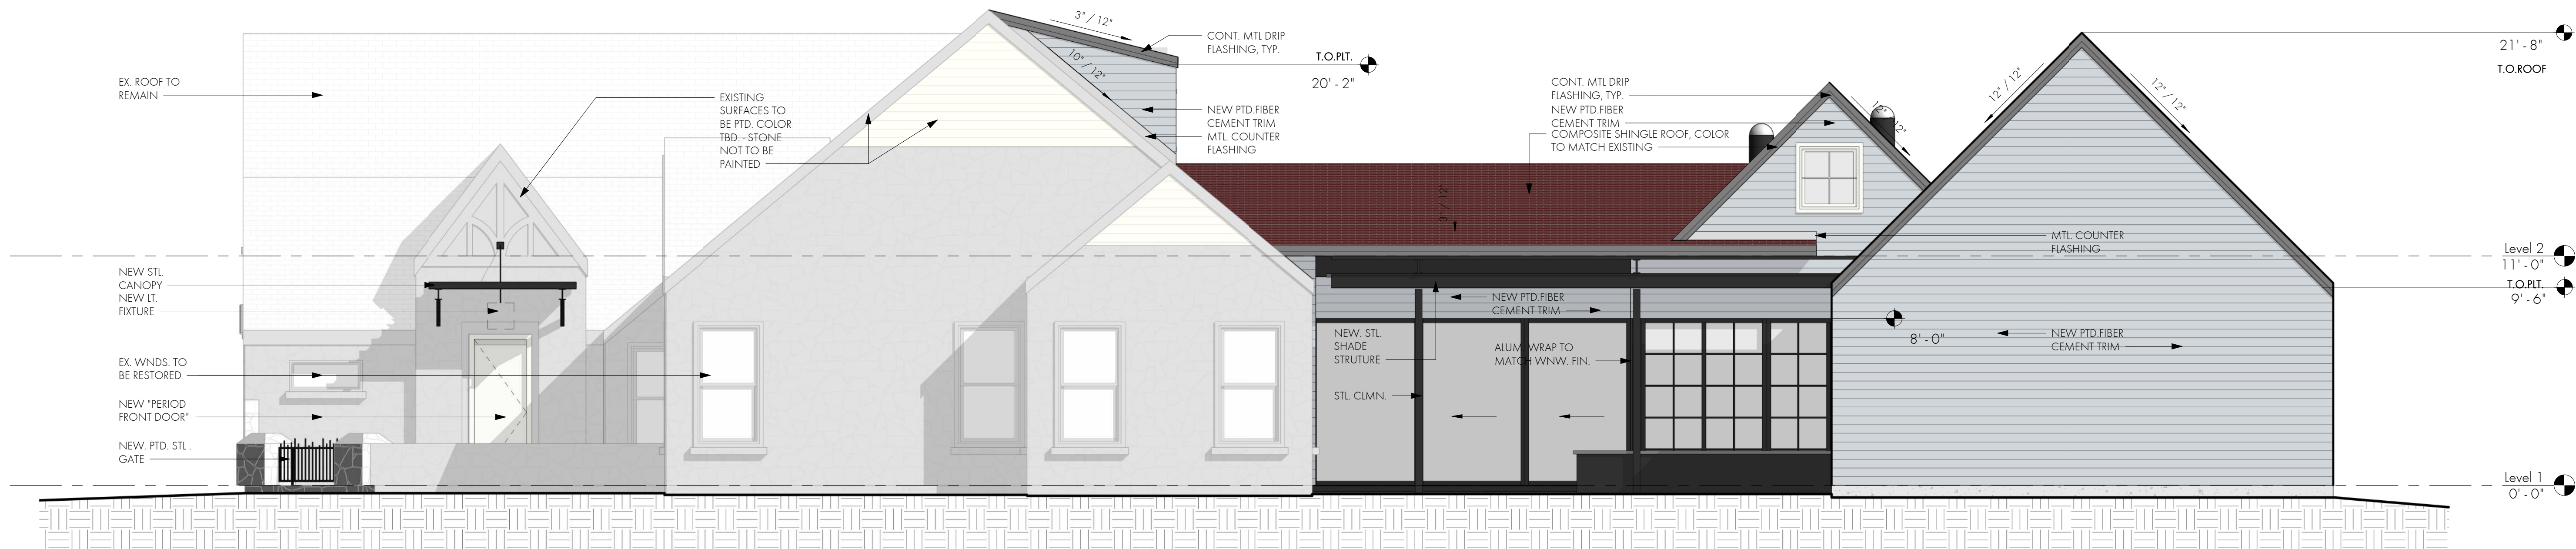 EX. ROOF TO
REMAIN
NEW STL.
CANOPY
NEW LT.
FIXTURE
EX. WNDS. TO
BE RESTORED
NEW "PERIOD
FRONT DOOR"
NEW. PTD. STL .
GATE
EXISTING
SURFACES TO
BE PTD. COLOR
TBD. - STONE
NOT TO BE
PAINTED
3" / 12"
10" / 12"
CONT. MTL DRIP
FLASHING, TYP.
T.O.PLT.
20' - 2"
NEW PTD.FIBER
CEMENT TRIM
MTL. COUNTER
FLASHING
CONT. MTL DRIP
FLASHING, TYP.
NEW PTD.FIBER
CEMENT TRIM
COMPOSITE SHINGLE ROOF, COLOR
TO MATCH EXISTING
3" / 12"
12" / 12"
12" / 12"
12" / 12"
MTL. COUNTER
FLASHING
NEW PTD.FIBER
CEMENT TRIM
NEW. STL.
SHADE
STRUTURE
ALUM. WRAP TO
MATCH WNW. FIN.
STL. CLMN.
8' - 0"
NEW PTD.FIBER
CEMENT TRIM
21' - 8"
T.O.ROOF
Level 2
11' - 0"
T.O.PLT.
9' - 6"
Level 1
0' - 0"